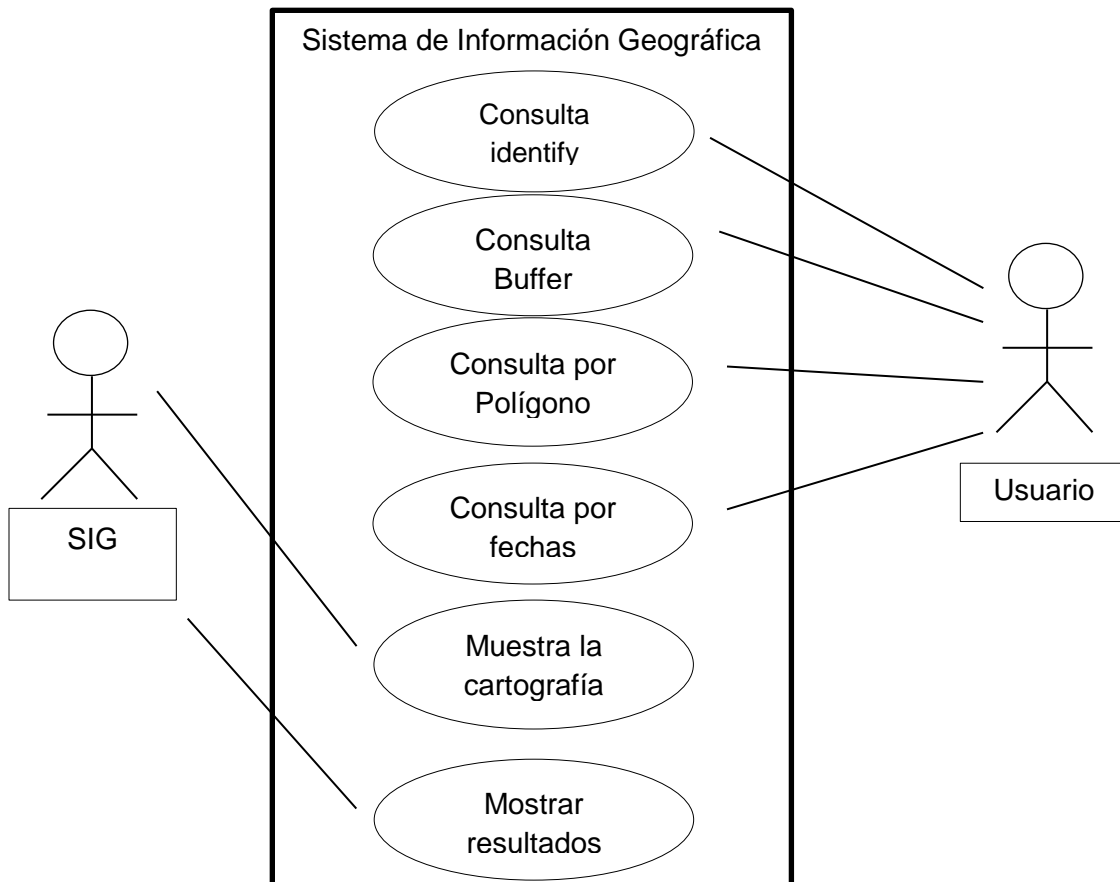 Sistema de Información Geográfica
Consulta
identify
Consulta
Buffer
Consulta por
Polígono
Usuario
Consulta por
fechas
SIG
Muestra la
cartografía
Mostrar
resultados